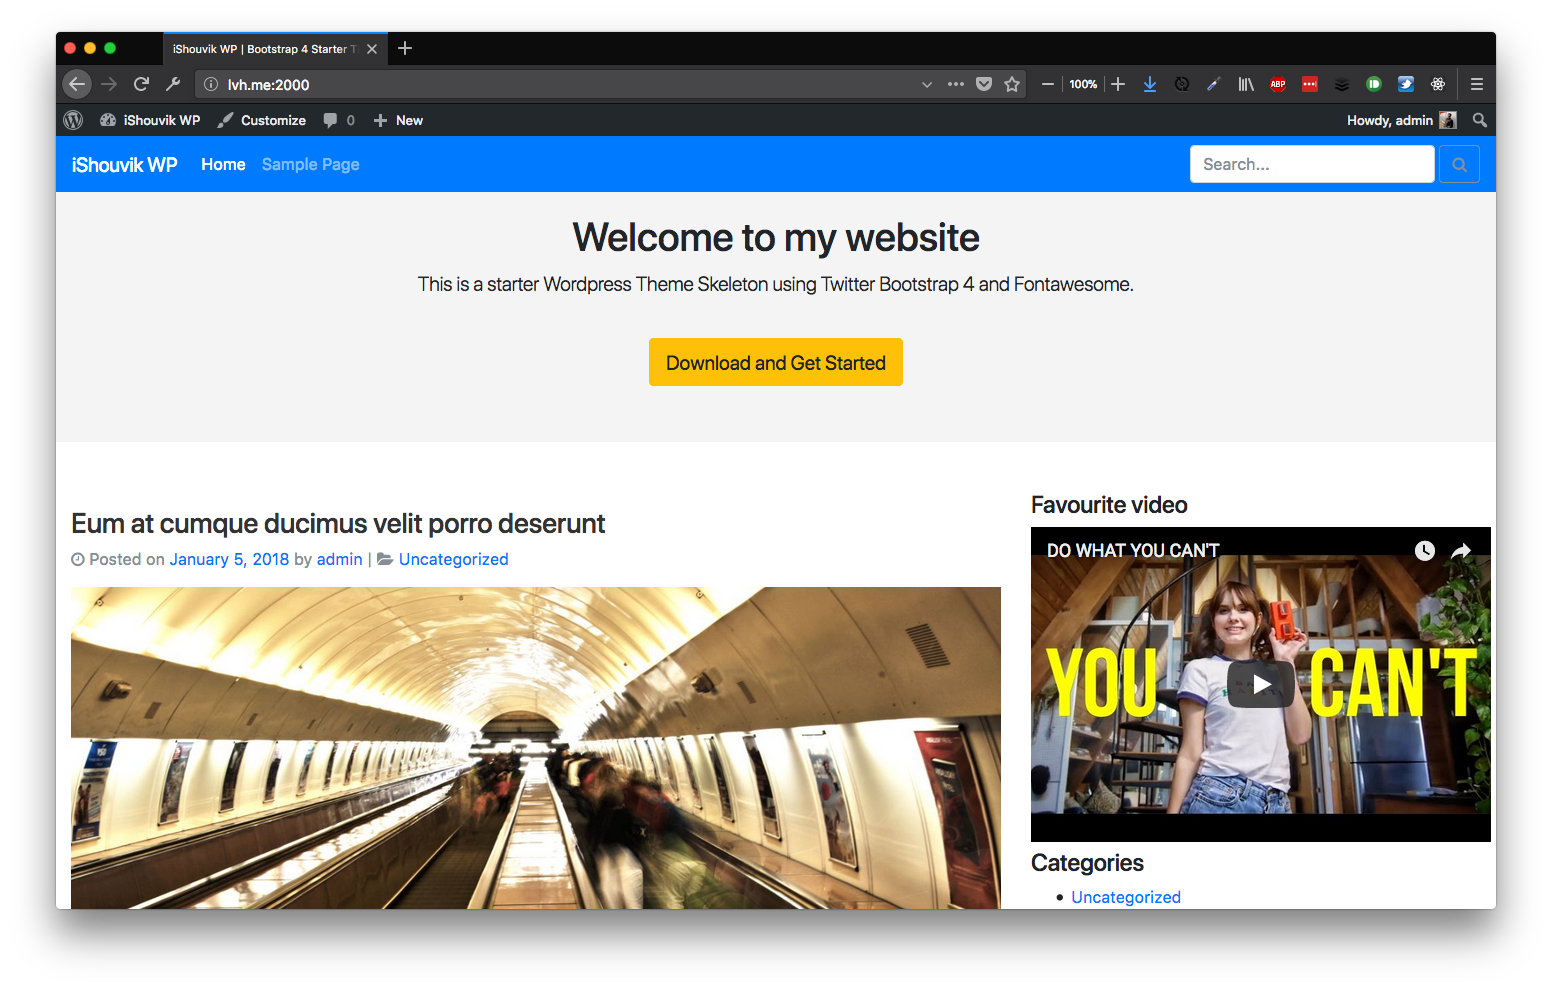 iShouvik WP | Bootstrap 4 Starter T
lvh.me:2000
100%
ABP
iShouvik WP
Customize
0
New
Howdy, admin
iShouvik WP
Home
Sample Page
Search...
Welcome to my website
This is a starter Wordpress Theme Skeleton using Twitter Bootstrap 4 and Fontawesome.
Download and Get Started
Eum at cumque ducimus velit porro deserunt
Posted on January 5, 2018 by admin | Uncategorized
Favourite video
DO WHAT YOU CAN'T
YOU CAN'T
Categories
Uncategorized